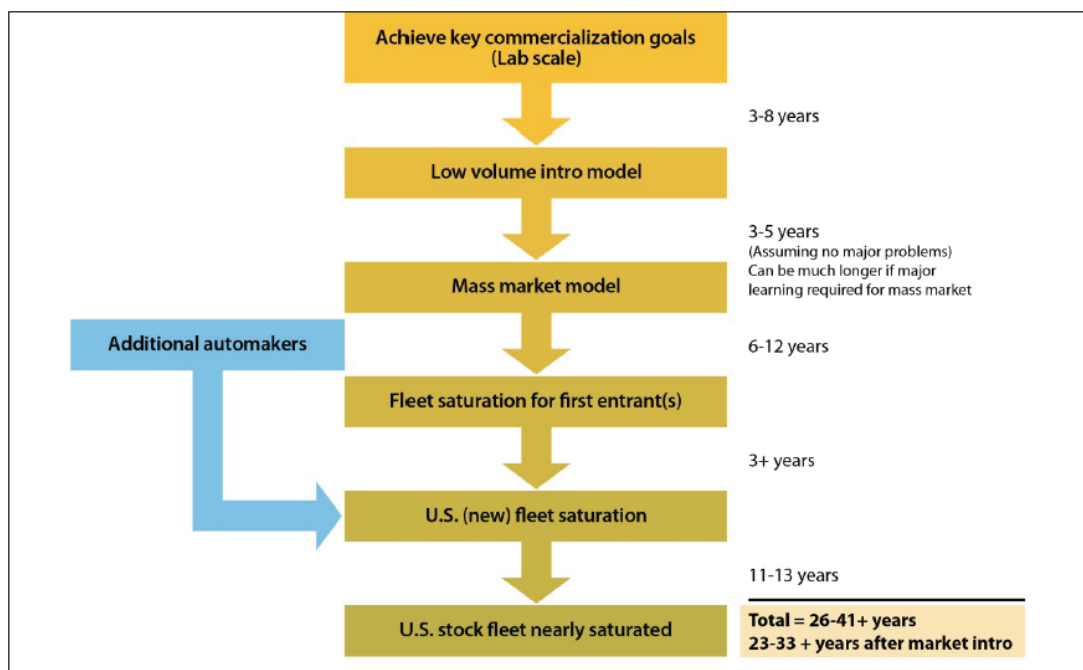 Achieve key commercialization goals
(Lab scale)
3-8 years
Low volume intro model
3-5 years
(Assuming no major problems)
Can be much longer if major
learning required for mass market
Mass market model
Additional automakers
6-12 years
Fleet saturation for first entrant(s)
3+ years
U.S. (new) fleet saturation
11-13 years
U.S. stock fleet nearly saturated
Total = 26-41+ years
23-33 + years after market intro